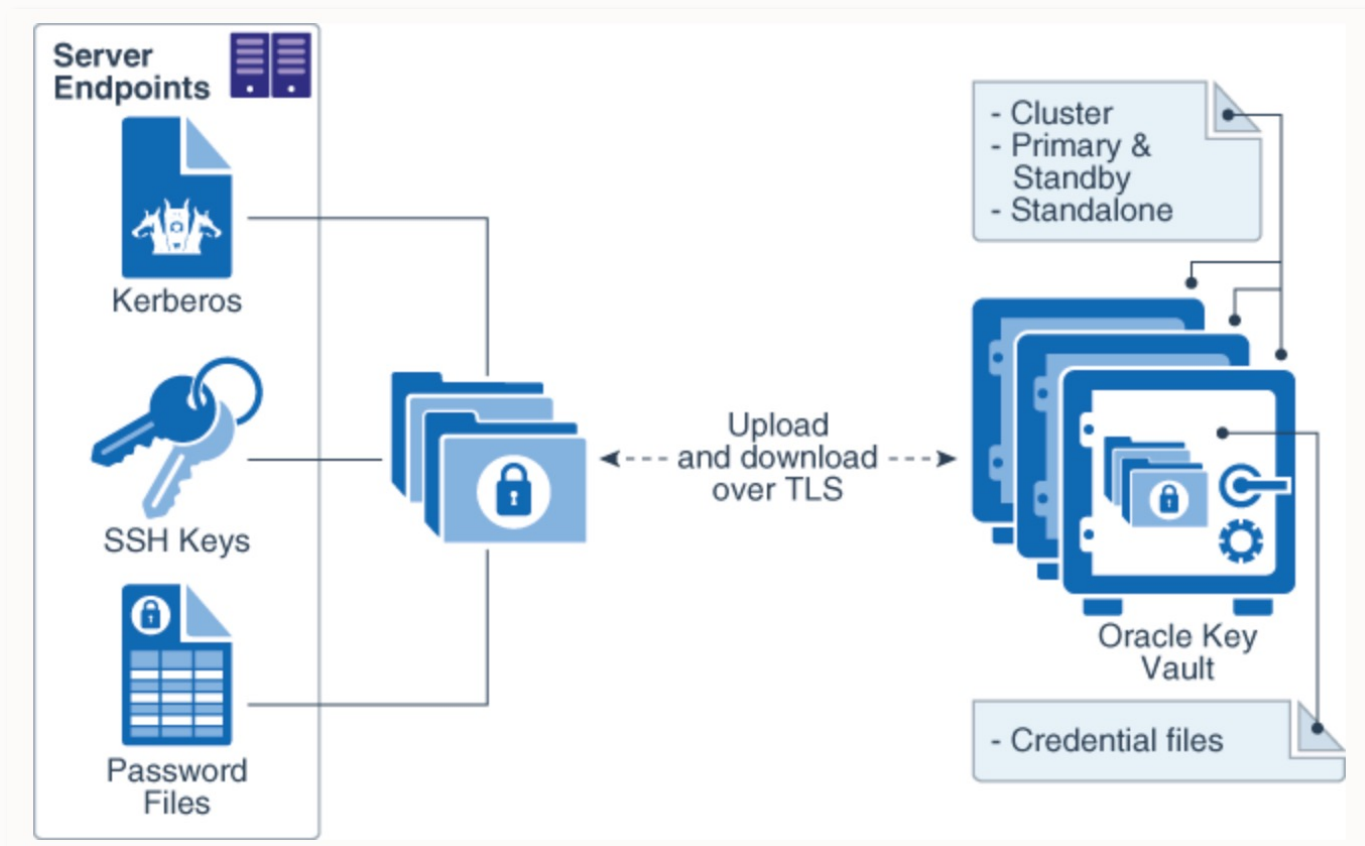 Server
Endpoints
Kerberos
SSH Keys
Password
Files
Upload
and download
over TLS
- Cluster
- Primary &
Standby
- Standalone
Oracle Key
Vault
- Credential files